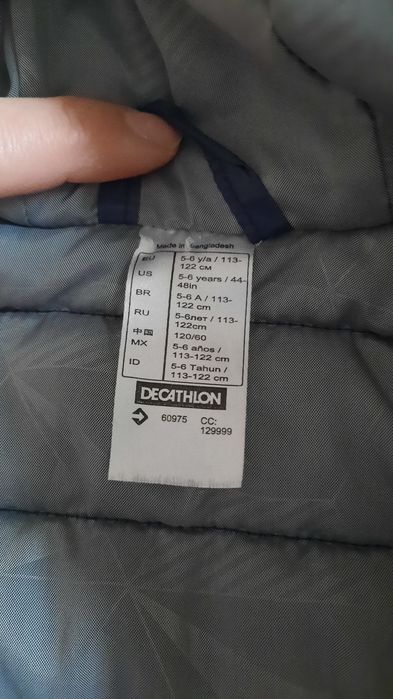 Made in Bangladesh
EU 5-6 y/a / 113-
122 см
US 5-6 years / 44-
48in
BR 5-6 A / 113-
122 cm
RU 5-6лет / 113-
122cm
中国 120/60
MX 5-6 años /
113-122 cm
ID 5-6 Tahun /
113-122 cm
DECATHLON
60975 CC:
129999